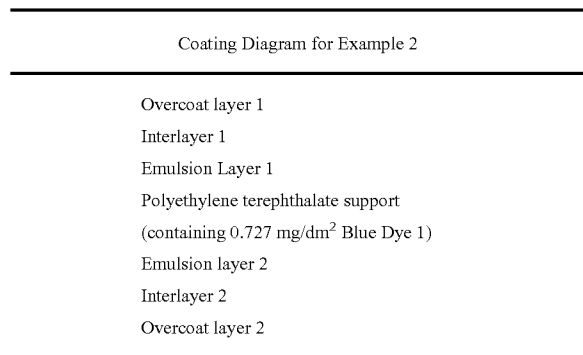 Coating Diagram for Example 2
Overcoat layer 1
Interlayer 1
Emulsion Layer 1
Polyethylene terephthalate support
(containing 0.727 mg/dm² Blue Dye 1)
Emulsion layer 2
Interlayer 2
Overcoat layer 2